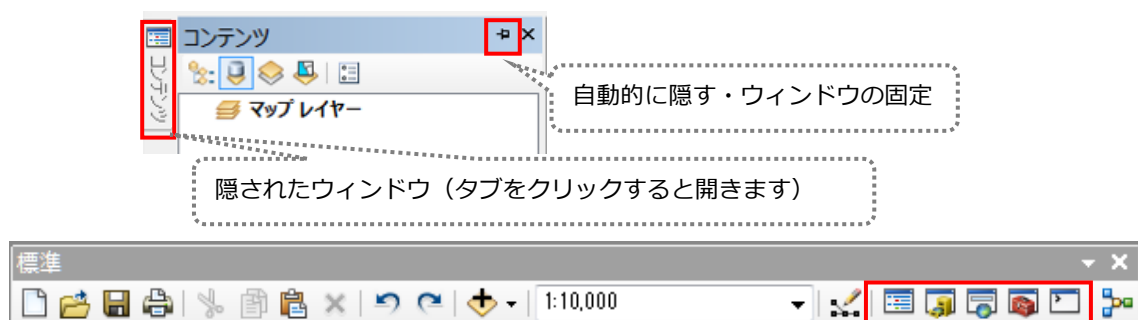 コンテンツ
コンテンツ
マップ レイヤー
自動的に隠す・ウィンドウの固定
隠されたウィンドウ（タブをクリックすると開きます）
標準
1:10,000